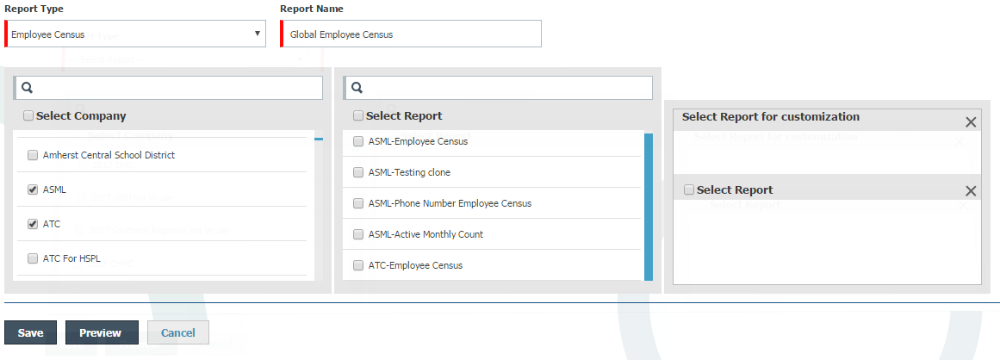 Report Type
Report Name
Employee Census
Global Employee Census
Select Company
Amherst Central School District
ASML
ATC
ATC For HSPL
Select Report
ASML-Employee Census
ASML-Testing clone
ASML-Phone Number Employee Census
ASML-Active Monthly Count
ATC-Employee Census
Select Report for customization
Select Report
Save
Preview
Cancel